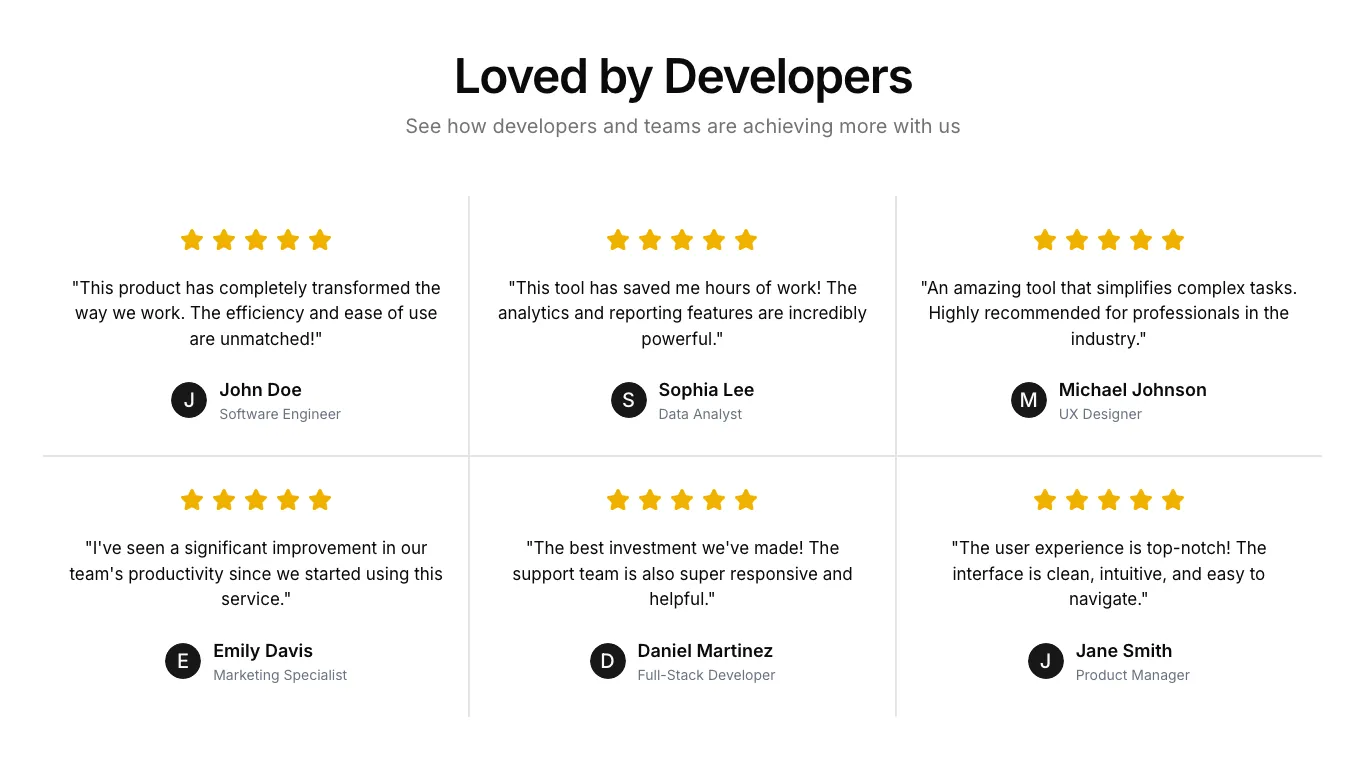 Loved by Developers
See how developers and teams are achieving more with us
"This product has completely transformed the
way we work. The efficiency and ease of use
are unmatched!"
J
John Doe
Software Engineer
"This tool has saved me hours of work! The
analytics and reporting features are incredibly
powerful."
S
Sophia Lee
Data Analyst
"An amazing tool that simplifies complex tasks.
Highly recommended for professionals in the
industry."
M
Michael Johnson
UX Designer
"I've seen a significant improvement in our
team's productivity since we started using this
service."
E
Emily Davis
Marketing Specialist
"The best investment we've made! The
support team is also super responsive and
helpful."
D
Daniel Martinez
Full-Stack Developer
"The user experience is top-notch! The
interface is clean, intuitive, and easy to
navigate."
J
Jane Smith
Product Manager